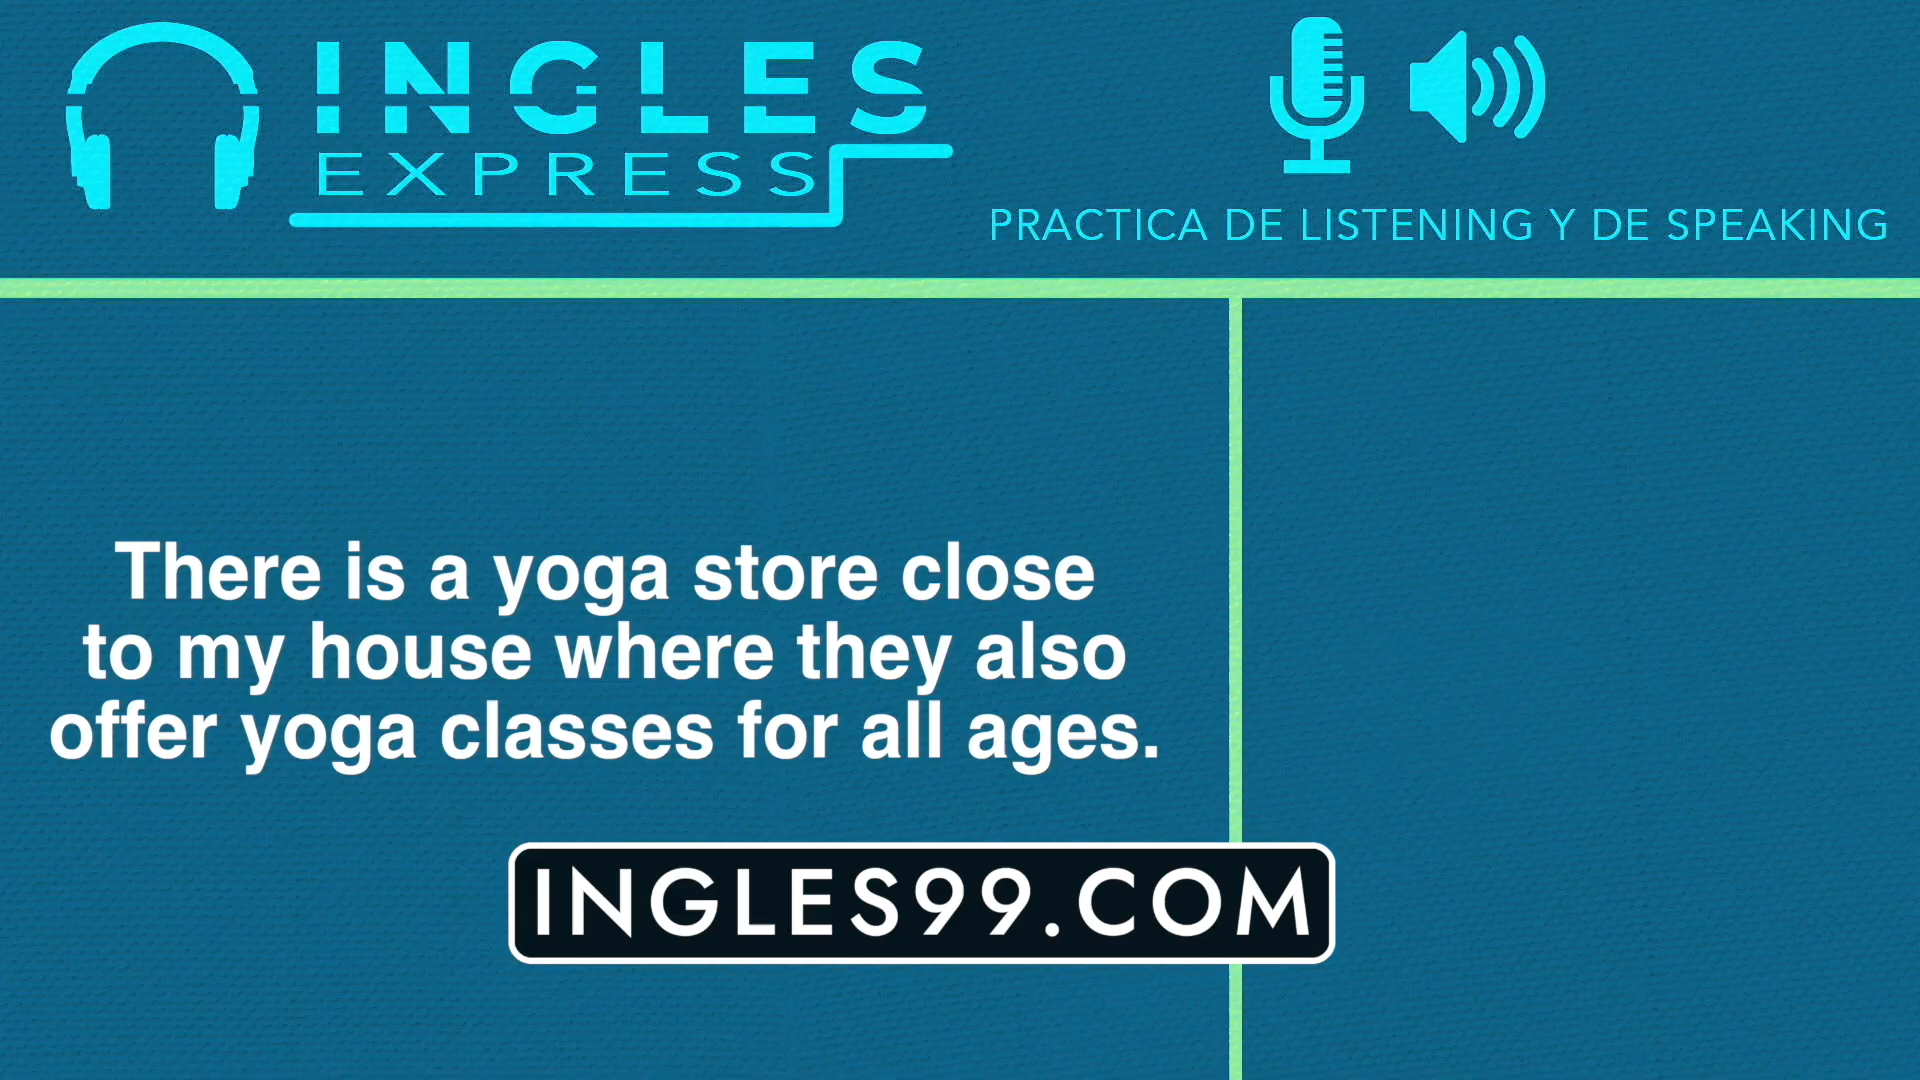 INGLES
EXPRESS
PRACTICA DE LISTENING Y DE SPEAKING
There is a yoga store close
to my house where they also
offer yoga classes for all ages.
INGLES99.COM